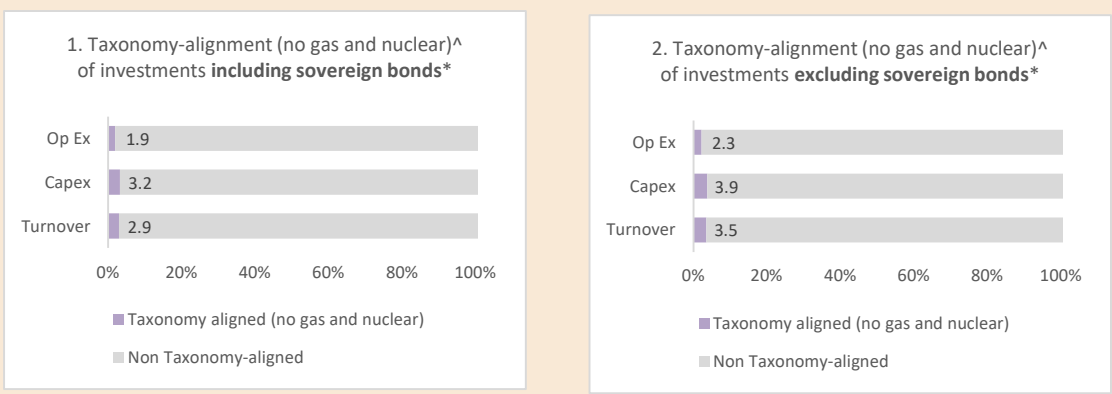 1. Taxonomy-alignment (no gas and nuclear)^
of investments including sovereign bonds*
Op Ex
1.9
Capex
3.2
Turnover
2.9
0% 20% 40% 60% 80% 100%
Taxonomy aligned (no gas and nuclear)
Non Taxonomy-aligned
2. Taxonomy-alignment (no gas and nuclear)^
of investments excluding sovereign bonds*
Op Ex
2.3
Capex
3.9
Turnover
3.5
0% 20% 40% 60% 80% 100%
Taxonomy aligned (no gas and nuclear)
Non Taxonomy-aligned